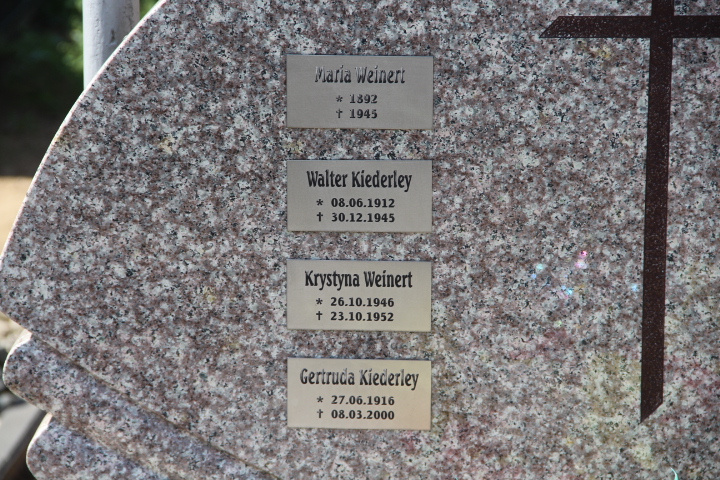 Maria Weinert
* 1892
† 1945
Walter Kiederley
* 08.06.1912
† 30.12.1945
Krystyna Weinert
* 26.10.1946
† 23.10.1952
Gertruda Kiederley
* 27.06.1916
† 08.03.2000